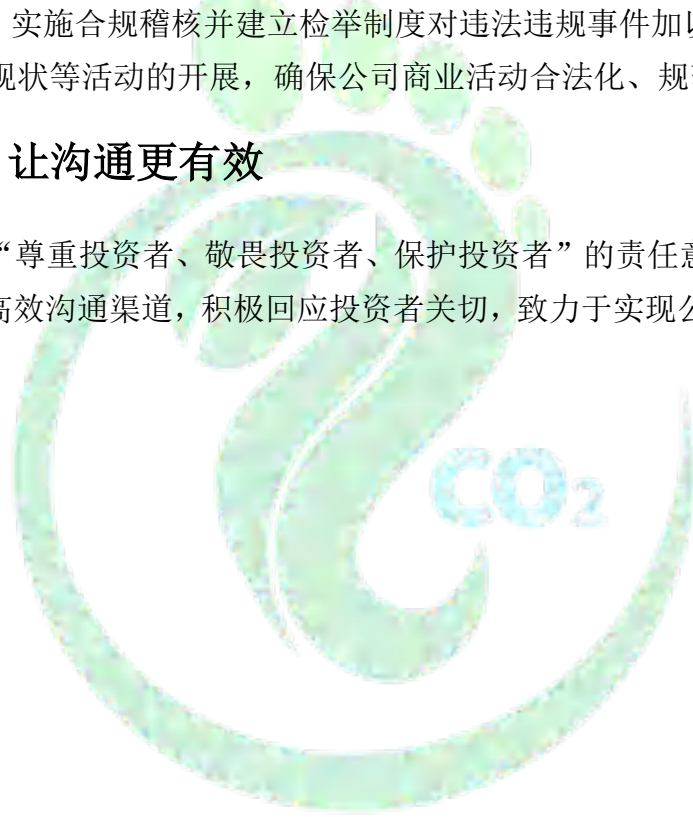 实施合规稽核并建立检举制度对违法违规事件加
现状等活动的开展，确保公司商业活动合法化、规
让沟通更有效
“尊重投资者、敬畏投资者、保护投资者”的责任意
高效沟通渠道，积极回应投资者关切，致力于实现公
CO₂